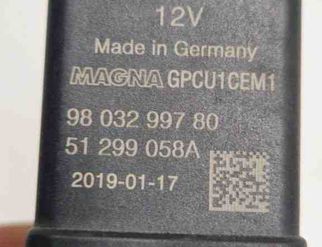 12V
Made in Germany
MAGNA GPCU1CEM1
98 032 997 80
51 299 058A
2019-01-17